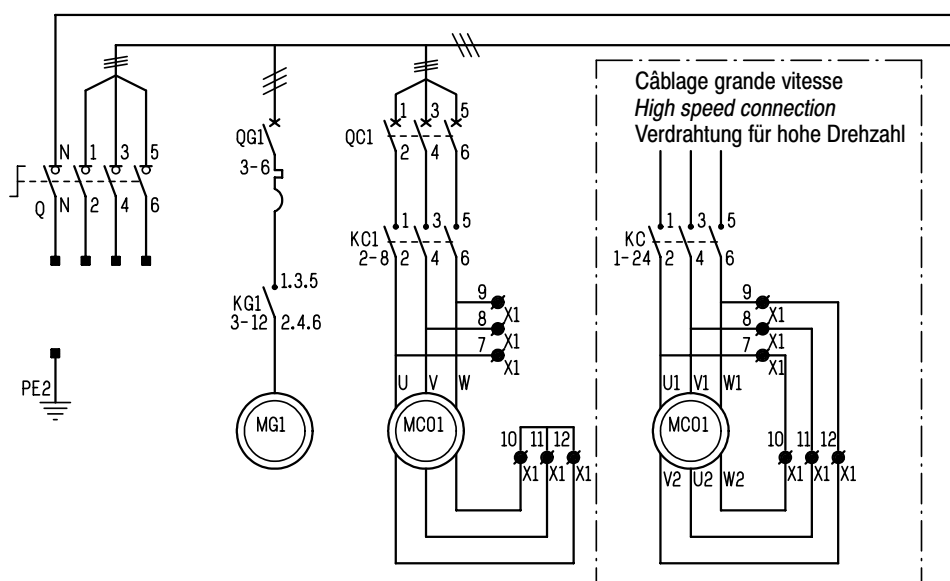 Câblage grande vitesse
High speed connection
Verdrahtung für hohe Drehzahl
N 1 3 5
Q N 2 4 6
PE2
QG1
3-6
1.3.5
KG1
3-12 2.4.6
MG1
1 3 5
QC1
2 4 6
1 3 5
KC1
2-8 2 4 6
9
X1
8
X1
7
X1
U V W
MC01
10 11 12
X1 X1 X1
1 3 5
KC
1-24 2 4 6
9
X1
8
X1
7
X1
U1 V1 W1
MC01
V2 U2 W2
10 11 12
X1 X1 X1